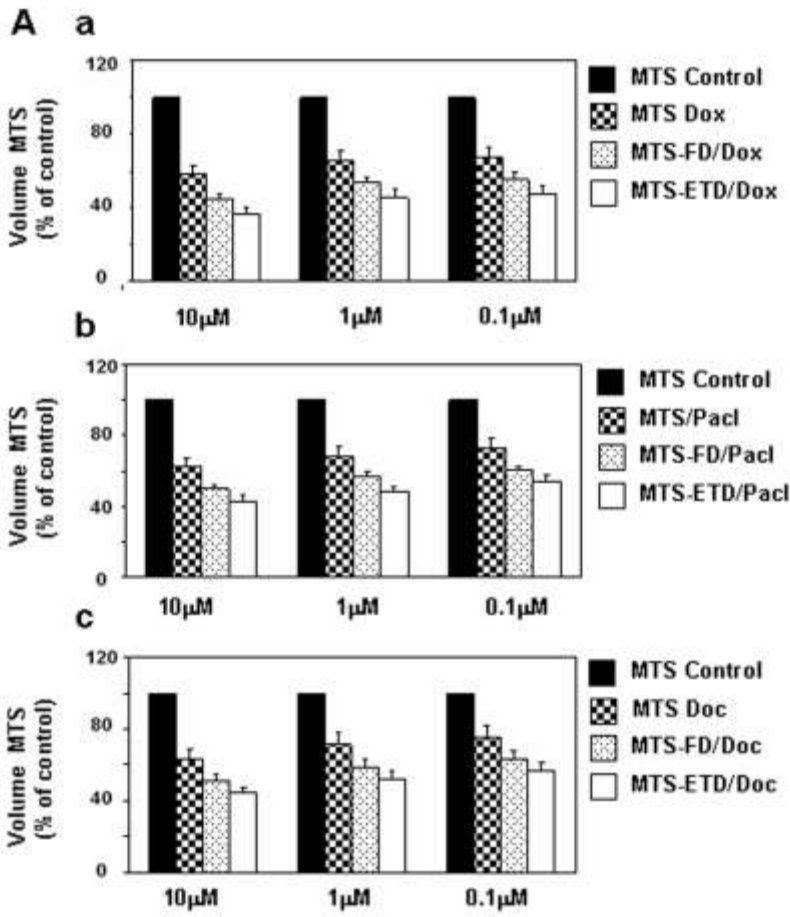 A a
120
80
40
0
Volume MTS
(% of control)
10µM 1µM 0.1µM
MTS Control
MTS Dox
MTS-FD/Dox
MTS-ETD/Dox
b
120
80
40
0
Volume MTS
(% of control)
10µM 1µM 0.1µM
MTS Control
MTS/Pacl
MTS-FD/Pacl
MTS-ETD/Pacl
c
120
80
40
0
Volume MTS
(% of control)
10µM 1µM 0.1µM
MTS Control
MTS Doc
MTS-FD/Doc
MTS-ETD/Doc